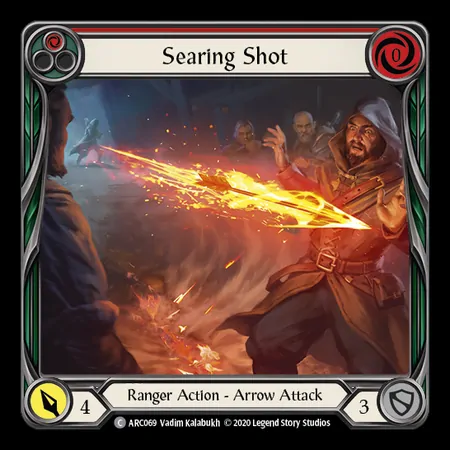 Searing Shot
0
Ranger Action - Arrow Attack
4
3
C ARC069 Vadim Kalabukh © 2020 Legend Story Studios